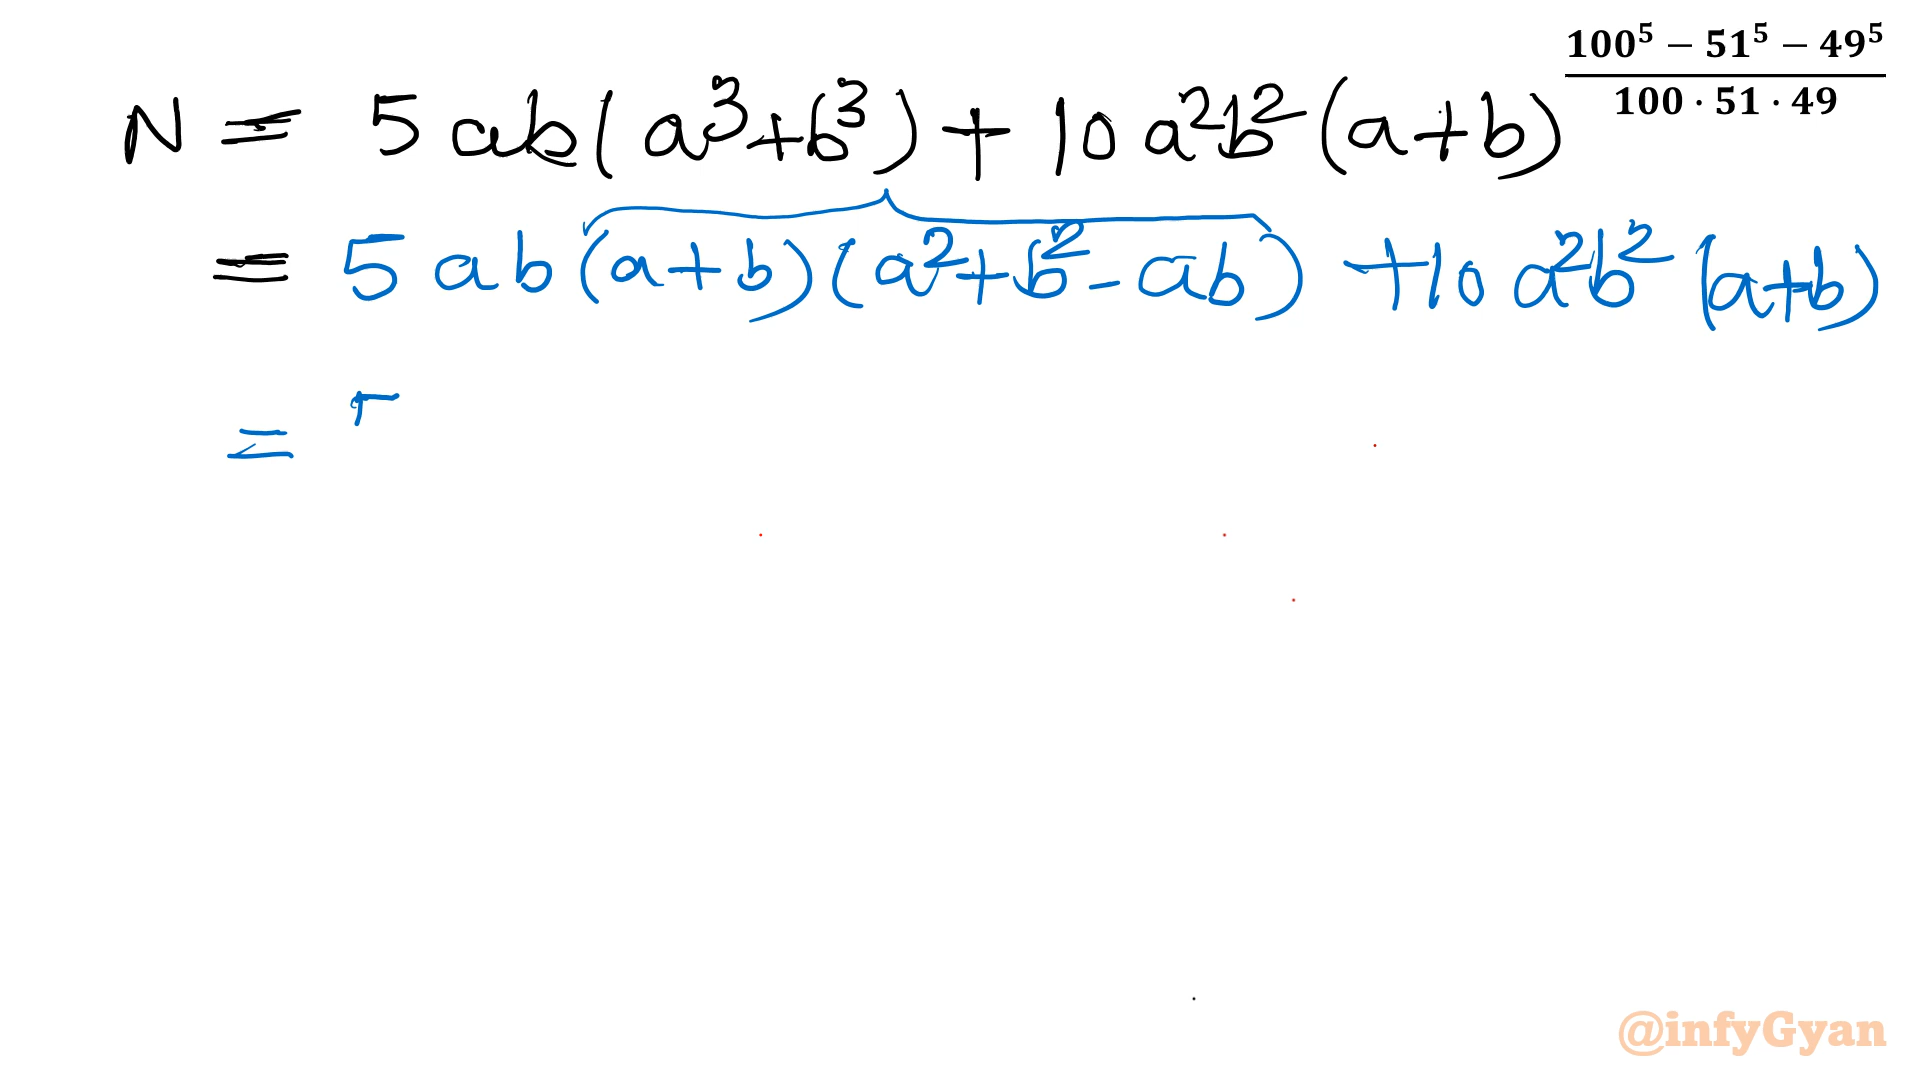 100⁵ − 51⁵ − 49⁵
100 · 51 · 49
N = 5ab(a³+b³) + 10a²b²(a+b)
= 5ab(a+b)(a²+b²-ab) + 10a²b²(a+b)
=
@infyGyan